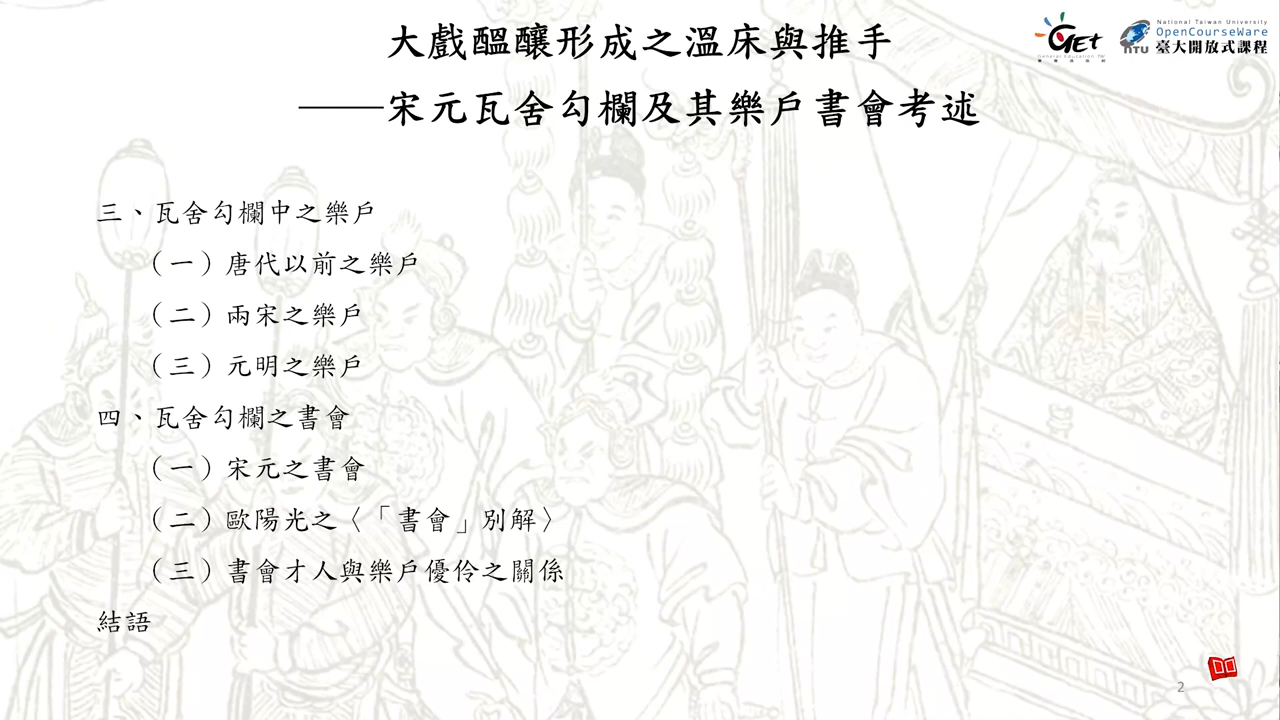 大戲醞釀形成之溫床與推手
——宋元瓦舍勾欄及其樂戶書會考述
GET
National Taiwan University
OpenCourseWare
NTU 臺大開放式課程
三、瓦舍勾欄中之樂戶
（一）唐代以前之樂戶
（二）兩宋之樂戶
（三）元明之樂戶
四、瓦舍勾欄之書會
（一）宋元之書會
（二）歐陽光之〈「書會」別解〉
（三）書會才人與樂戶優伶之關係
結語
2